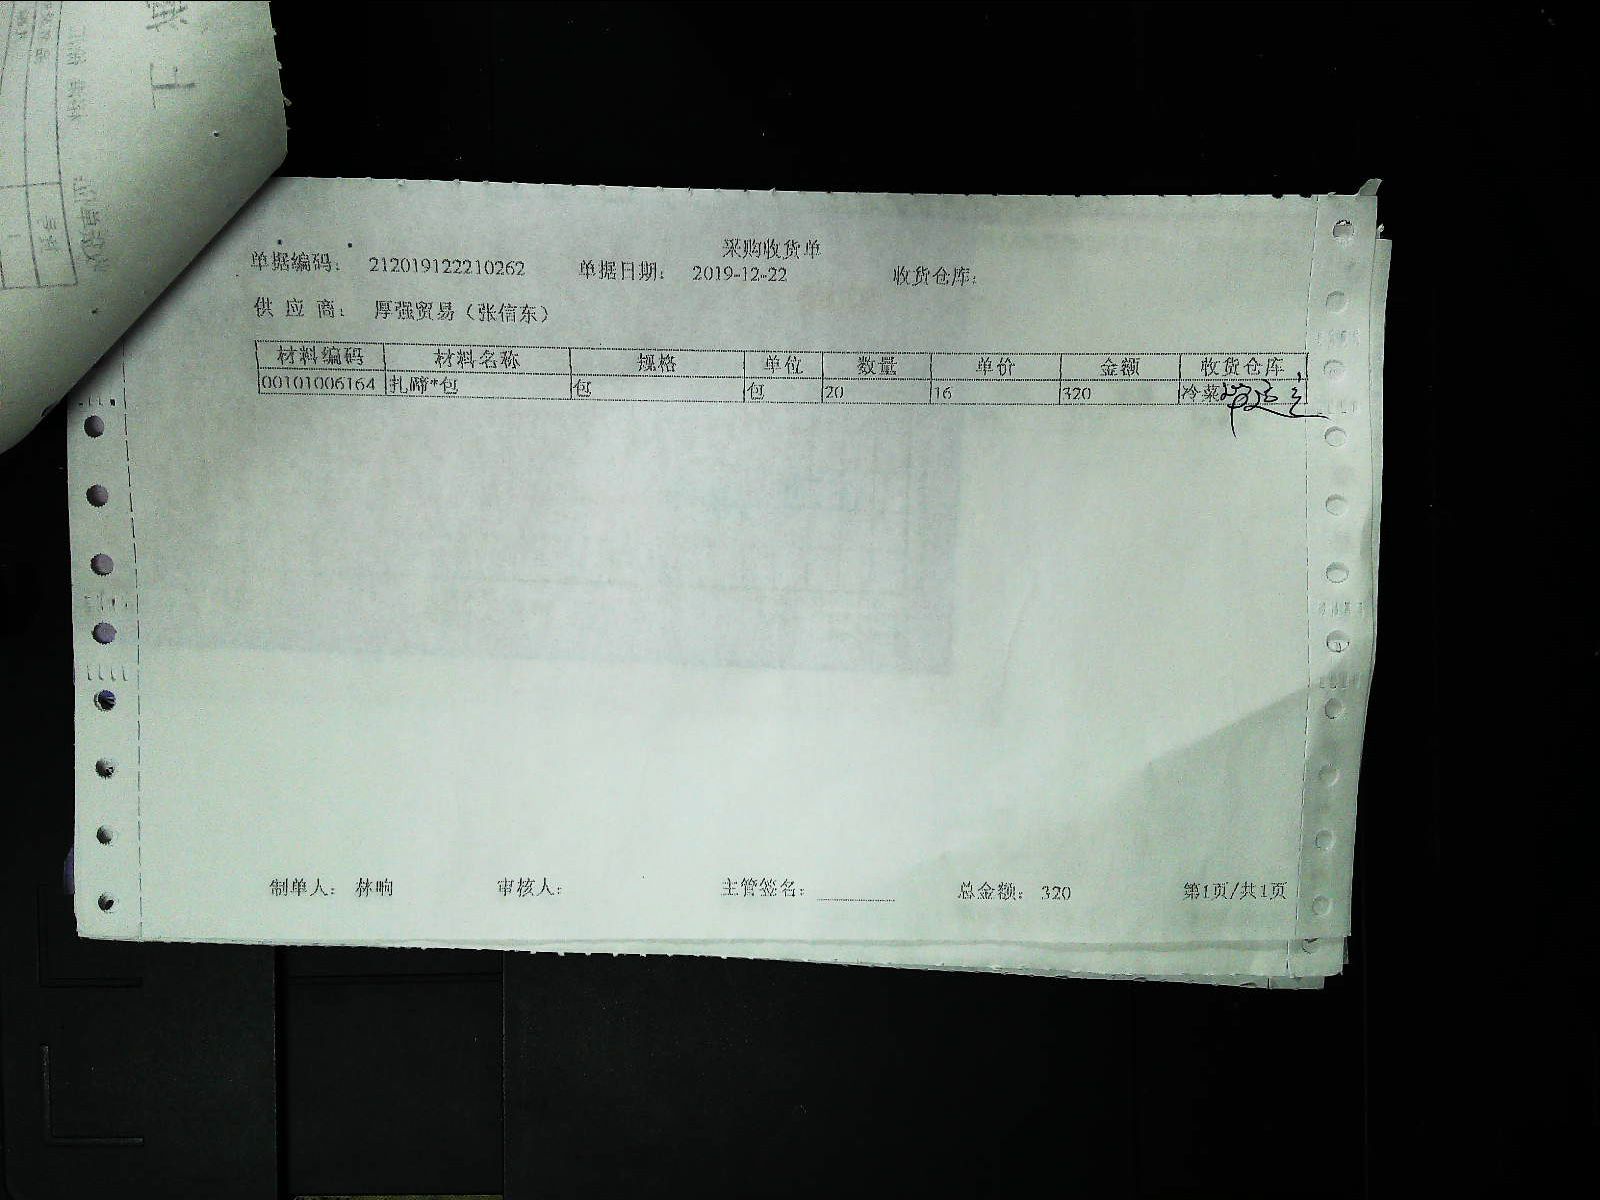 采购收货单
单据编码: 212019122210262 单据日期: 2019-12-22 收货仓库:
供 应 商: 厚强贸易（张信东）
材料编码 材料名称 规格 单位 数量 单价 金额 收货仓库
00101006164 扎蹄*包 包 包 20 16 320 冷菜
制单人: 林响 审核人: 主管签名: 总金额: 320 第1页/共1页